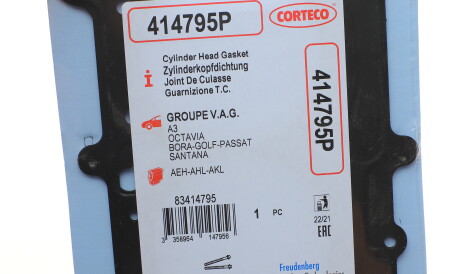 414795P
CORTECO
Cylinder Head Gasket
Zylinderkopfdichtung
Joint De Culasse
Guarnizione T.C.
414795P
GROUPE V.A.G.
A3
OCTAVIA
BORA-GOLF-PASSAT
SANTANA
AEH-AHL-AKL
83414795
1 PC
22/21
EAC
3 358954 147956
Freudenberg